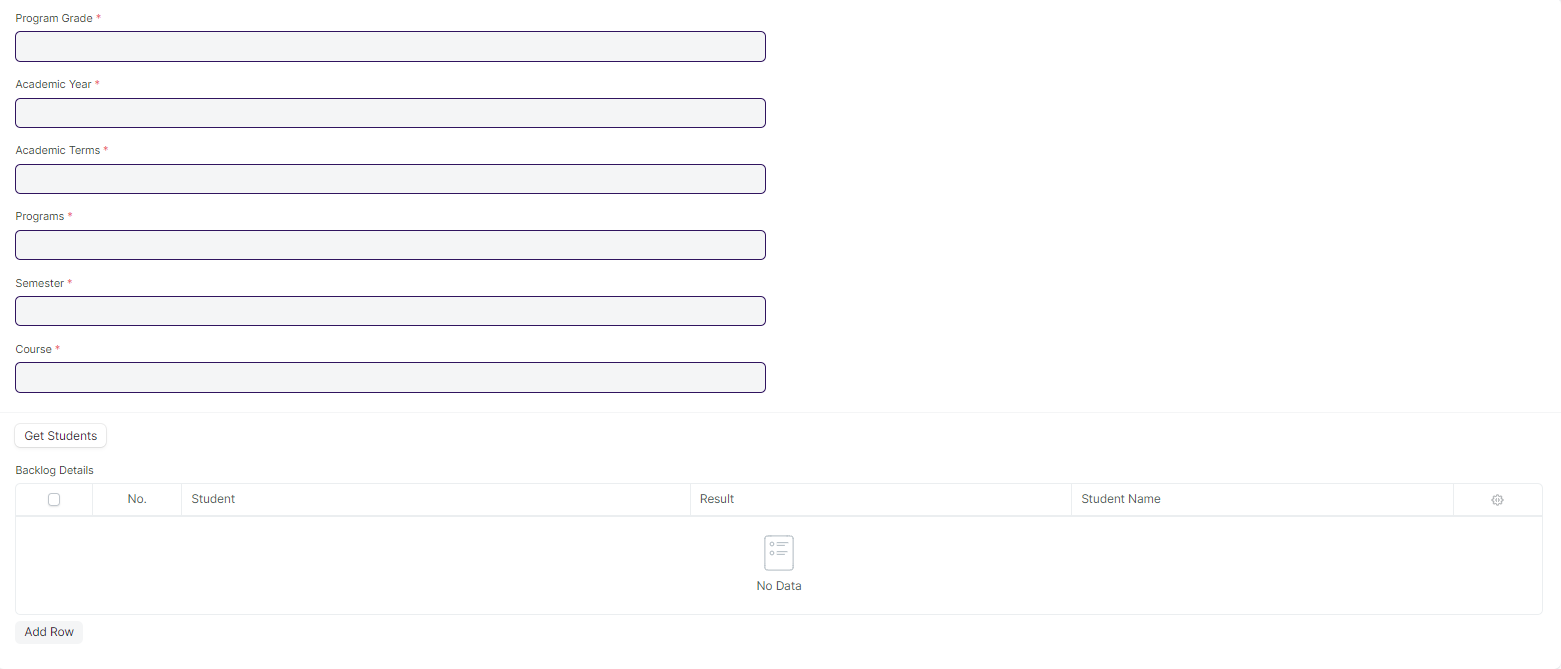 Program Grade *
Academic Year *
Academic Terms *
Programs *
Semester *
Course *
Get Students
Backlog Details
No. Student Result Student Name
No Data
Add Row